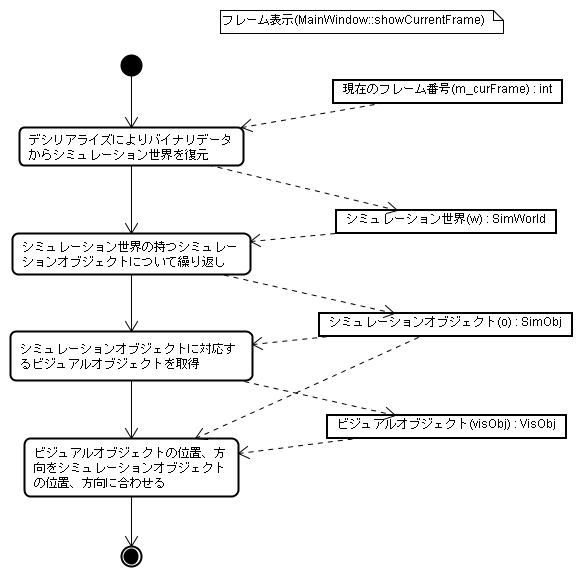 フレーム表示(MainWindow::showCurrentFrame)
現在のフレーム番号(m_curFrame) : int
デシリアライズによりバイナリデータ
からシミュレーション世界を復元
シミュレーション世界(w) : SimWorld
シミュレーション世界の持つシミュレー
ションオブジェクトについて繰り返し
シミュレーションオブジェクト(o) : SimObj
シミュレーションオブジェクトに対応す
るビジュアルオブジェクトを取得
ビジュアルオブジェクト(visObj) : VisObj
ビジュアルオブジェクトの位置、方
向をシミュレーションオブジェクト
の位置、方向に合わせる